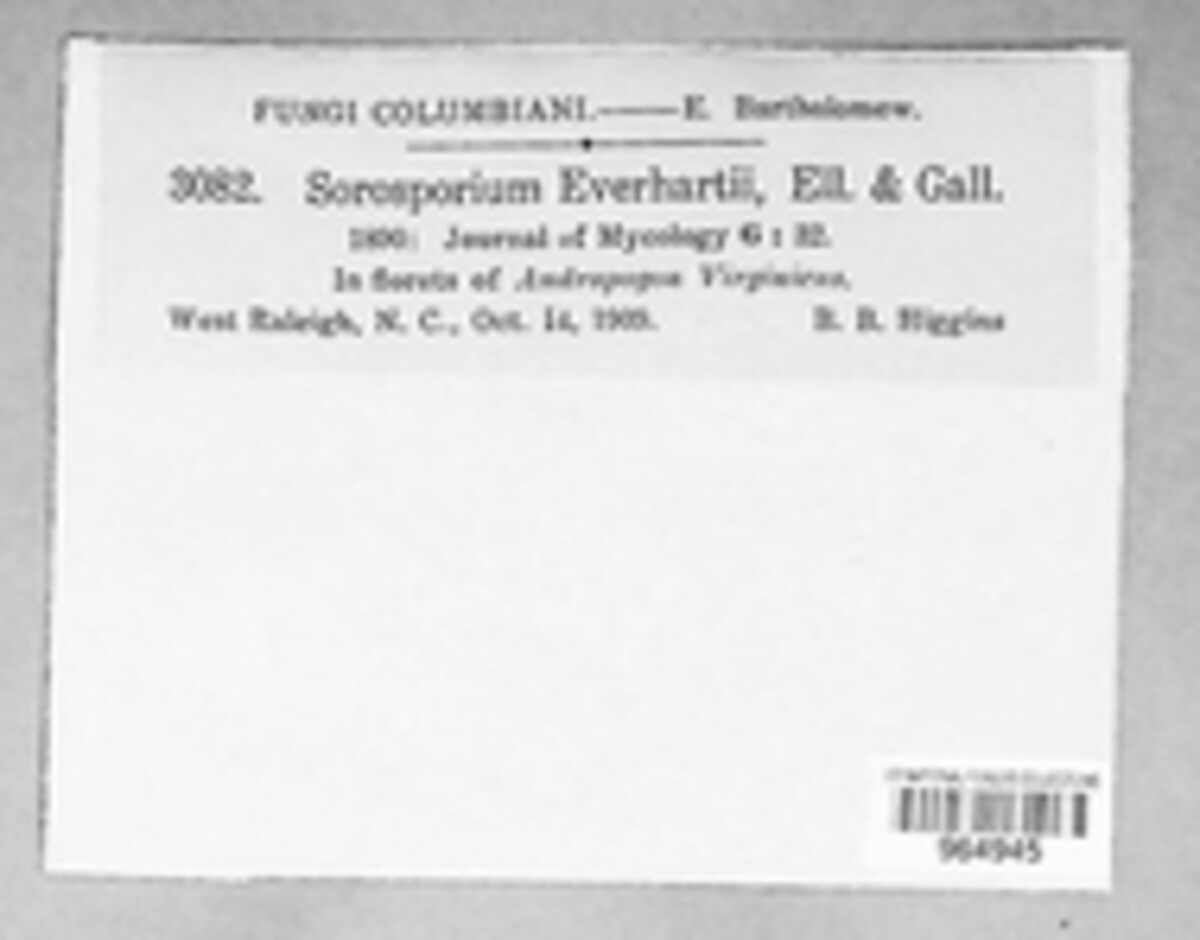 FUNGI COLUMBIANI.—E. Bartholomew.
3082. Sorosporium Everhartii, Ell. & Gall.
1890: Journal of Mycology 6 : 32.
In florets of Andropogon Virginicus,
West Raleigh, N. C., Oct. 1909. B. B. Higgins
964945